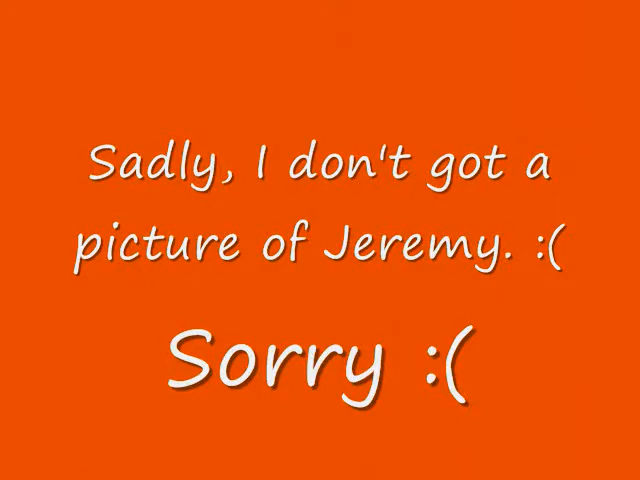 Sadly, I don't got a
picture of Jeremy. :(
Sorry :(